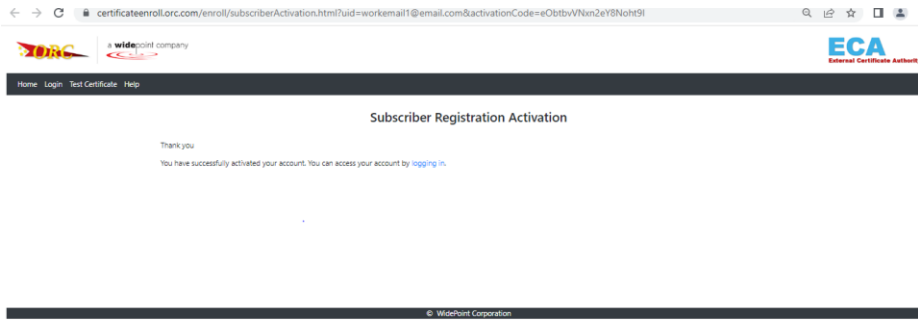 certificateenroll.orc.com/enroll/subscriberActivation.html?uid=workemail1@email.com&activationCode=eObtbvVNxn2eY8Noht9l
ORC
a widepoint company
ECA
External Certificate Authority
Home Login Test Certificate Help
Subscriber Registration Activation
Thank you
You have successfully activated your account. You can access your account by logging in.
© WidePoint Corporation